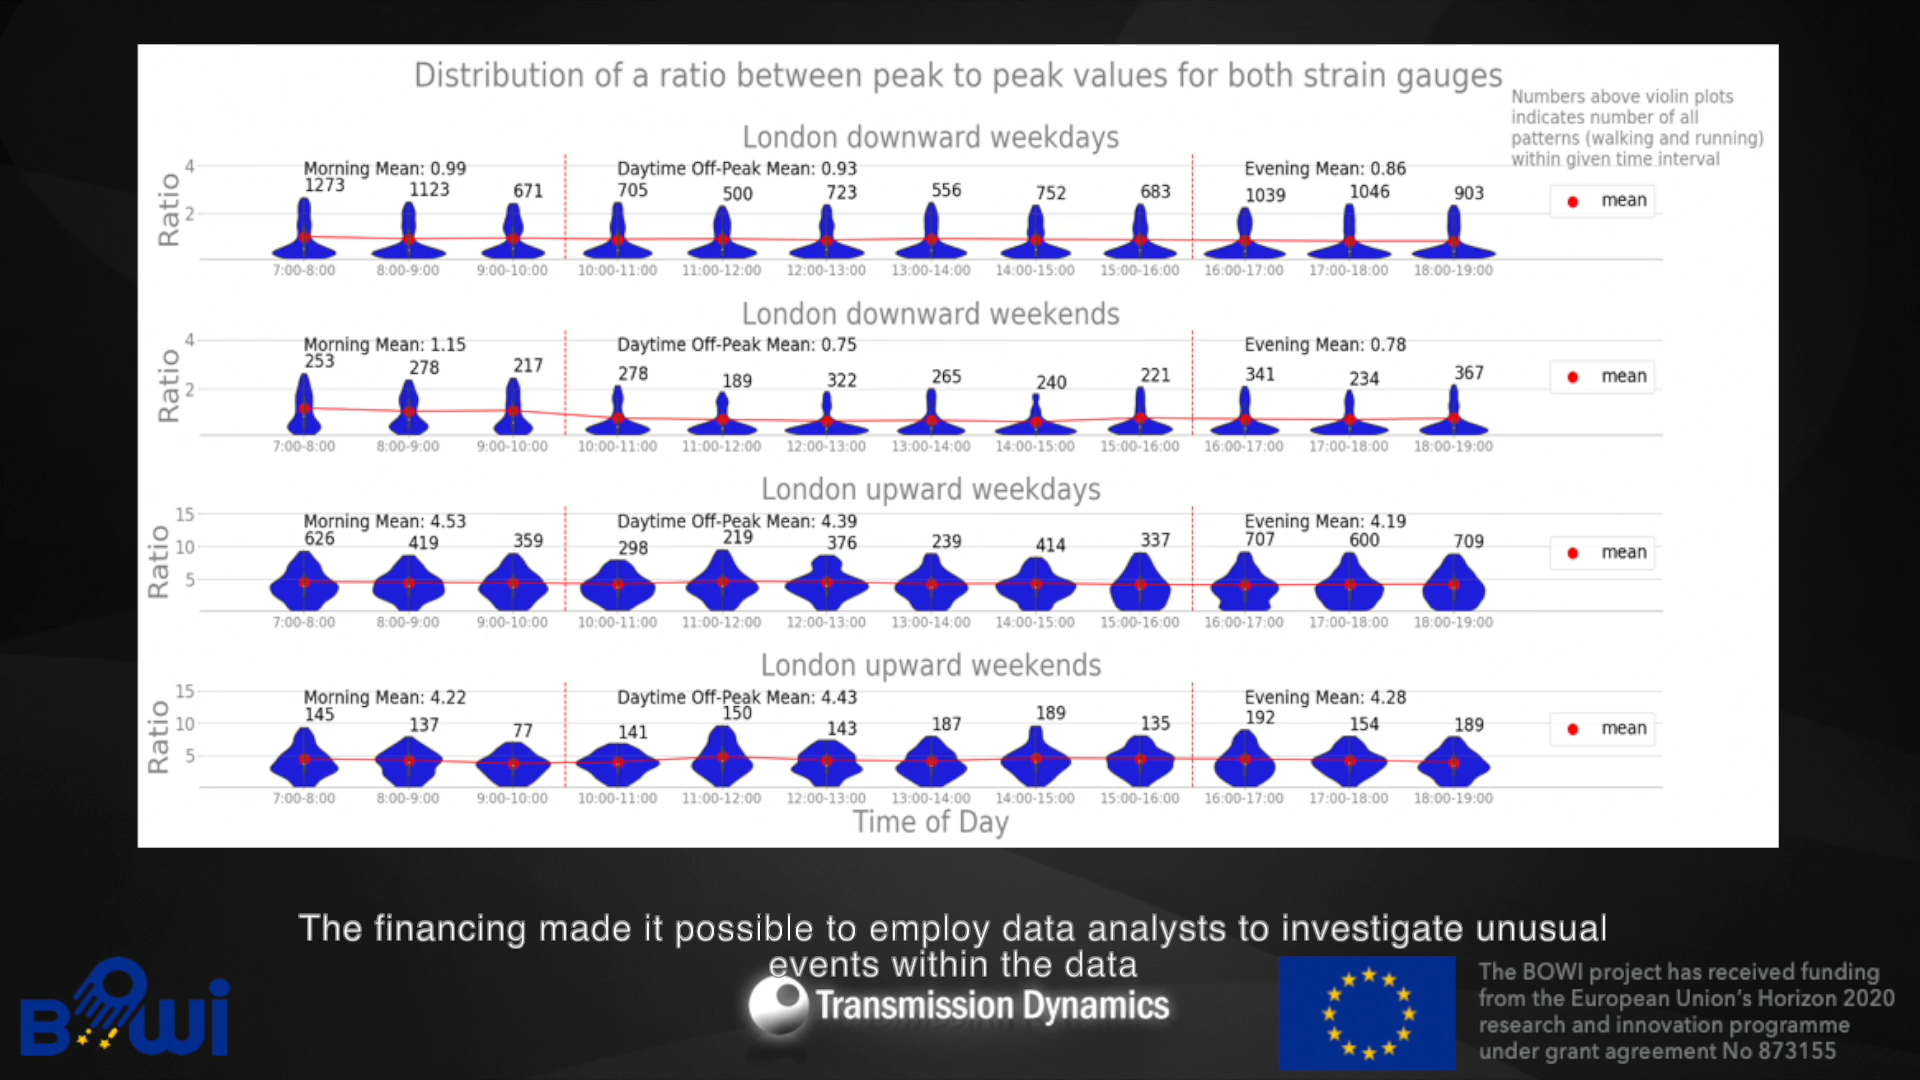 Distribution of a ratio between peak to peak values for both strain gauges
Numbers above violin plots
indicates number of all
patterns (walking and running)
within given time interval
London downward weekdays
Ratio
4
2
Morning Mean: 0.99
Daytime Off-Peak Mean: 0.93
Evening Mean: 0.86
1273 1123 671 705 500 723 556 752 683 1039 1046 903
mean
7:00-8:00 8:00-9:00 9:00-10:00 10:00-11:00 11:00-12:00 12:00-13:00 13:00-14:00 14:00-15:00 15:00-16:00 16:00-17:00 17:00-18:00 18:00-19:00
London downward weekends
Ratio
4
2
Morning Mean: 1.15
Daytime Off-Peak Mean: 0.75
Evening Mean: 0.78
253 278 217 278 189 322 265 240 221 341 234 367
mean
7:00-8:00 8:00-9:00 9:00-10:00 10:00-11:00 11:00-12:00 12:00-13:00 13:00-14:00 14:00-15:00 15:00-16:00 16:00-17:00 17:00-18:00 18:00-19:00
London upward weekdays
Ratio
15
10
5
Morning Mean: 4.53
Daytime Off-Peak Mean: 4.39
Evening Mean: 4.19
626 419 359 298 219 376 239 414 337 707 600 709
mean
7:00-8:00 8:00-9:00 9:00-10:00 10:00-11:00 11:00-12:00 12:00-13:00 13:00-14:00 14:00-15:00 15:00-16:00 16:00-17:00 17:00-18:00 18:00-19:00
London upward weekends
Ratio
15
10
5
Morning Mean: 4.22
Daytime Off-Peak Mean: 4.43
Evening Mean: 4.28
145 137 77 141 150 143 187 189 135 192 154 189
mean
7:00-8:00 8:00-9:00 9:00-10:00 10:00-11:00 11:00-12:00 12:00-13:00 13:00-14:00 14:00-15:00 15:00-16:00 16:00-17:00 17:00-18:00 18:00-19:00
Time of Day
The financing made it possible to employ data analysts to investigate unusual
events within the data
BOWI
Transmission Dynamics
The BOWI project has received funding
from the European Union's Horizon 2020
research and innovation programme
under grant agreement No 873155